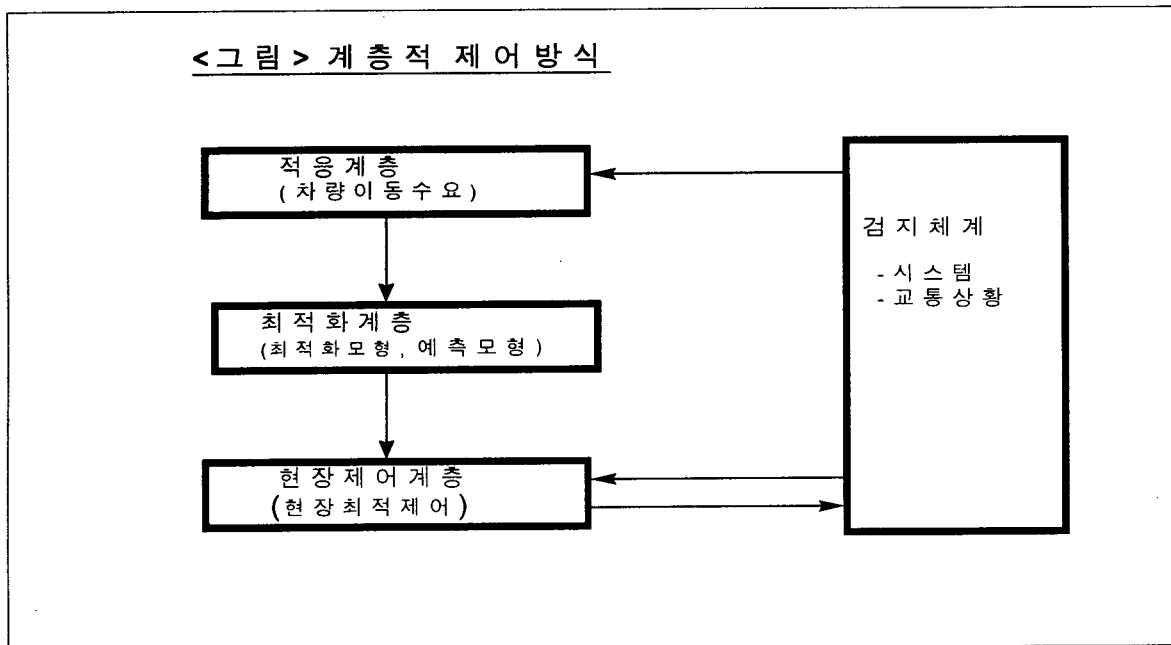 <그림> 계층적 제어방식
적응계층
(차량이동수요)
최적화계층
(최적화모형, 예측모형)
현장제어계층
(현장최적제어)
검지체계
- 시스템
- 교통상황